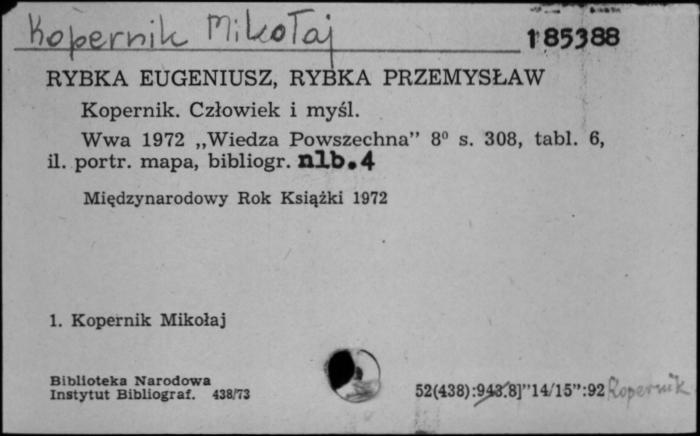 Kopernik Mikołaj
185388
RYBKA EUGENIUSZ, RYBKA PRZEMYSŁAW
Kopernik. Człowiek i myśl.
Wwa 1972 „Wiedza Powszechna” 8⁰ s. 308, tabl. 6,
il. portr. mapa, bibliogr. nlb.4
Międzynarodowy Rok Książki 1972
1. Kopernik Mikołaj
Biblioteka Narodowa
Instytut Bibliograf. 438/73
52(438):943.8]”14/15”:92 Kopernik